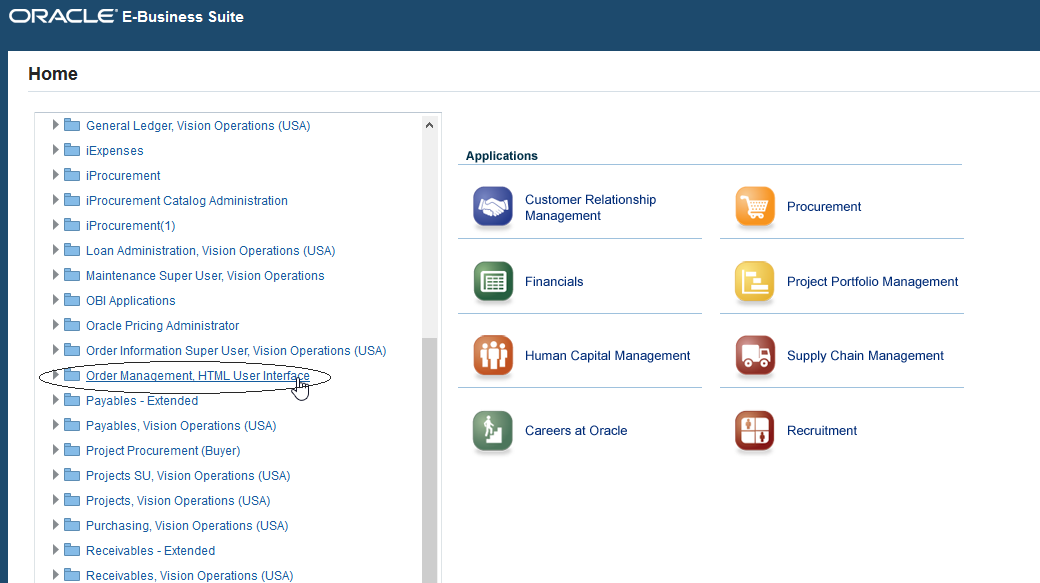 ORACLE E-Business Suite
Home
General Ledger, Vision Operations (USA)
iExpenses
iProcurement
iProcurement Catalog Administration
iProcurement(1)
Loan Administration, Vision Operations (USA)
Maintenance Super User, Vision Operations
OBI Applications
Oracle Pricing Administrator
Order Information Super User, Vision Operations (USA)
Order Management, HTML User Interface
Payables - Extended
Payables, Vision Operations (USA)
Project Procurement (Buyer)
Projects SU, Vision Operations (USA)
Projects, Vision Operations (USA)
Purchasing, Vision Operations (USA)
Receivables - Extended
Receivables, Vision Operations (USA)
Applications
Customer Relationship
Management
Procurement
Financials
Project Portfolio Management
Human Capital Management
Supply Chain Management
Careers at Oracle
Recruitment